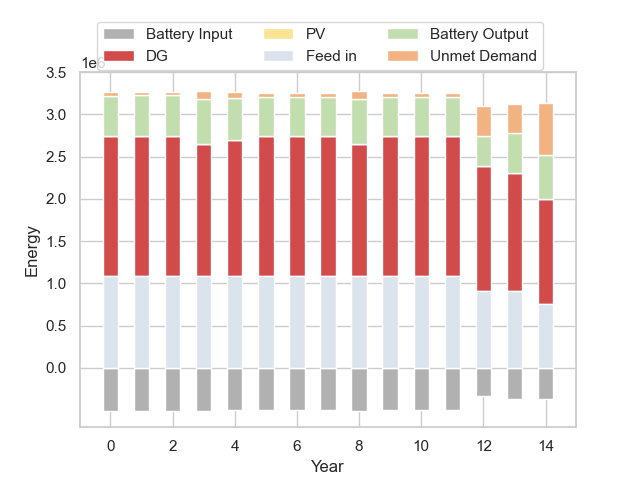 Battery Input PV Battery Output
DG Feed in Unmet Demand
1e6
3.5
3.0
2.5
2.0
1.5
1.0
0.5
0.0
Energy
0 2 4 6 8 10 12 14
Year